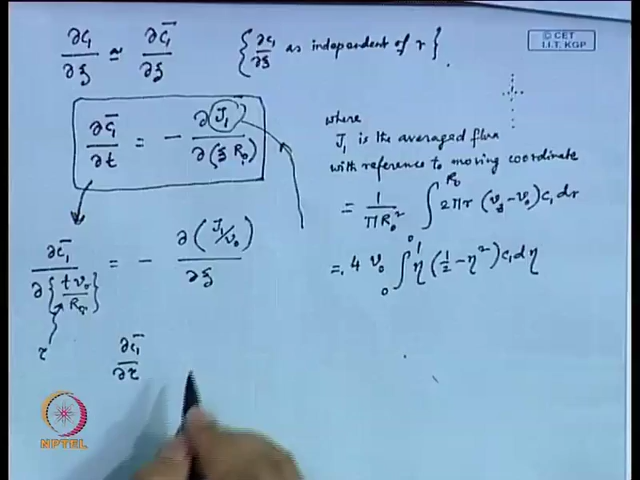 ∂c₁/∂ζ ≃ ∂c̄₁/∂ζ { ∂c₁/∂ζ as independent of r }.
© CET
I.I.T. KGP
∂c̄₁/∂t = − ∂J₁/∂(ζ R₀)
where
J₁ is the averaged flux
with reference to moving coordinate
= 1/πR₀² ∫₀^R₀ 2πr (v_z − v₀) c₁ dr
= 4 v₀ ∫₀¹ η (1/2 − η²) c₁ dη
∂c̄₁/∂{t v₀/R₀} = − ∂(J₁/v₀)/∂ζ
τ
∂c̄₁/∂τ
NPTEL